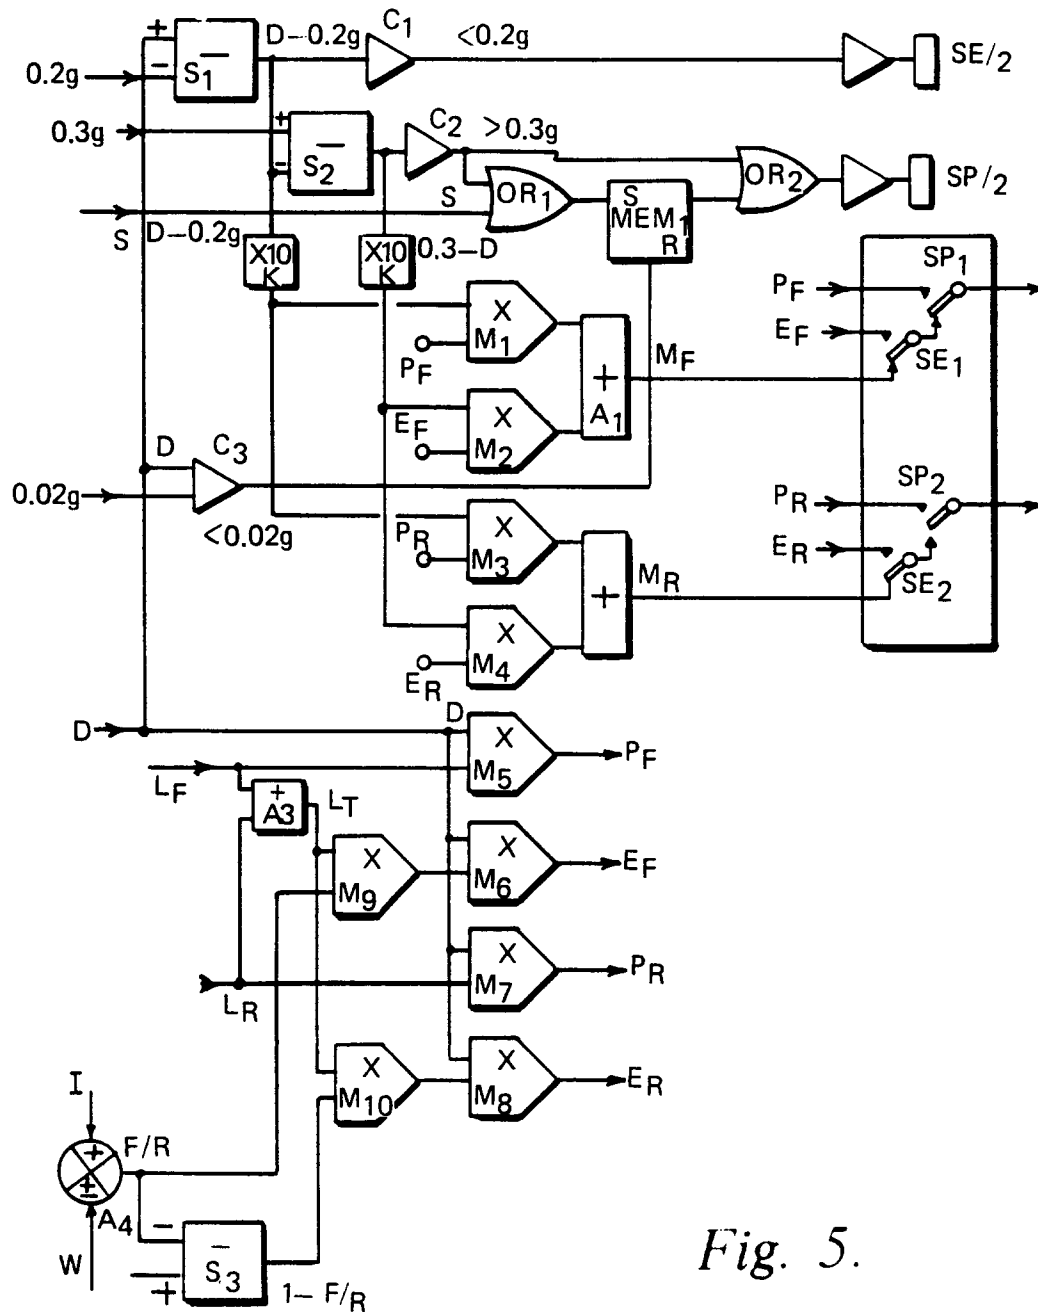 + − D−0.2g C1 <0.2g SE/2
0.2g − S1
0.3g + − C2 >0.3g
− S2 S OR1 S MEM1 R OR2 SP/2
S D−0.2g X10 K X10 K 0.3−D
X M1 PF
EF X M2
+ A1 MF
PF SP1
EF SE1
D C3
0.02g <0.02g
PR X M3
+ MR
X M4 ER
PR SP2
ER SE2
D D X M5 PF
LF + A3 LT
X M9 X M6 EF
LR X M7 PR
X M10 X M8 ER
I
+ F/R
± A4
W − − S3
+ 1−F/R
Fig. 5.